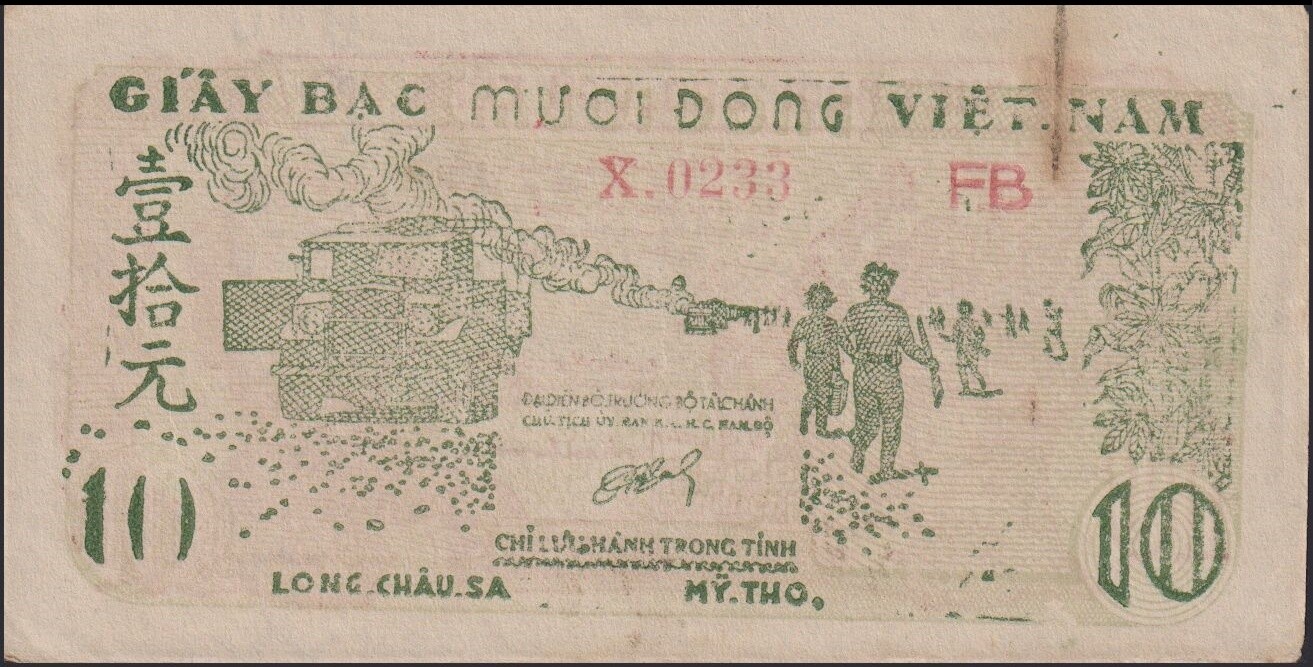 GIẤY BẠC MƯỜI ĐỒNG VIỆT-NAM
X.0233 FB
壹拾元
ĐẠI DIỆN BỘ TRƯỞNG BỘ TÀI CHÁNH
CHỦ TỊCH ỦY BAN K.C.H.C. NAM BỘ
10
10
CHỈ LƯU HÀNH TRONG TỈNH
LONG-CHÂU-SA
MỸ-THO